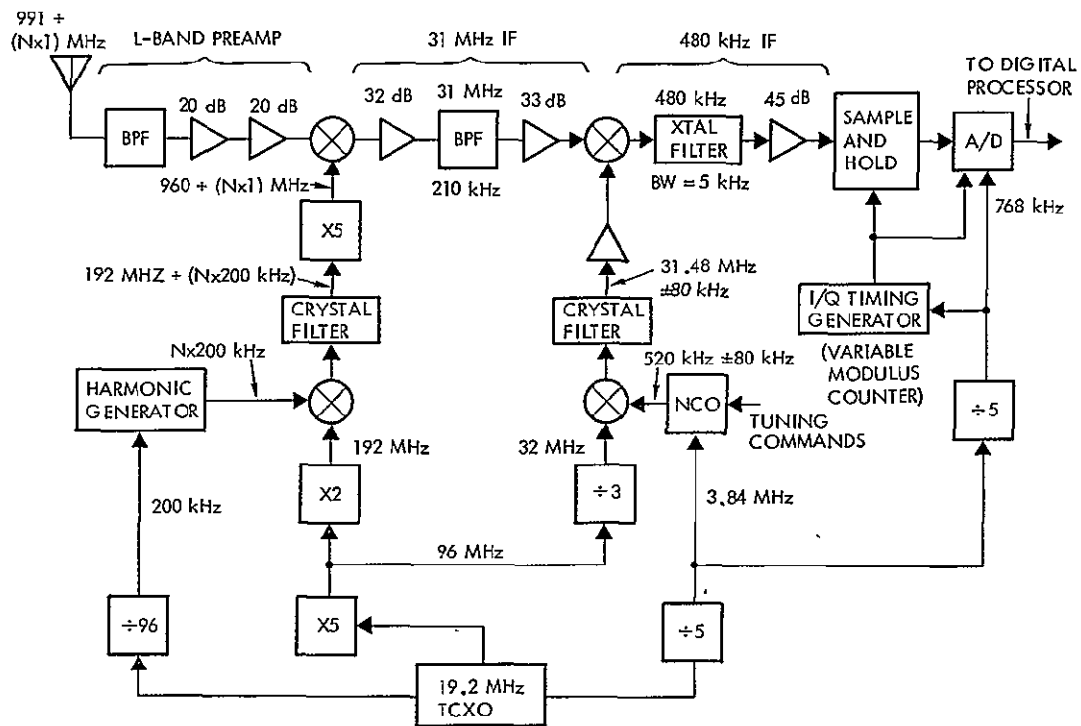 991 +
(Nx1) MHz
L-BAND PREAMP
31 MHz IF
480 kHz IF
TO DIGITAL
PROCESSOR
BPF
20 dB
20 dB
32 dB
31 MHz
BPF
210 kHz
33 dB
480 kHz
XTAL
FILTER
BW = 5 kHz
45 dB
SAMPLE
AND
HOLD
A/D
768 kHz
960 + (Nx1) MHz
X5
192 MHZ + (Nx200 kHz)
CRYSTAL
FILTER
31.48 MHz
±80 kHz
CRYSTAL
FILTER
I/Q TIMING
GENERATOR
(VARIABLE
MODULUS
COUNTER)
Nx200 kHz
HARMONIC
GENERATOR
520 kHz ±80 kHz
NCO
TUNING
COMMANDS
÷5
192 MHz
32 MHz
X2
÷3
200 kHz
3.84 MHz
96 MHz
÷96
X5
÷5
19.2 MHz
TCXO